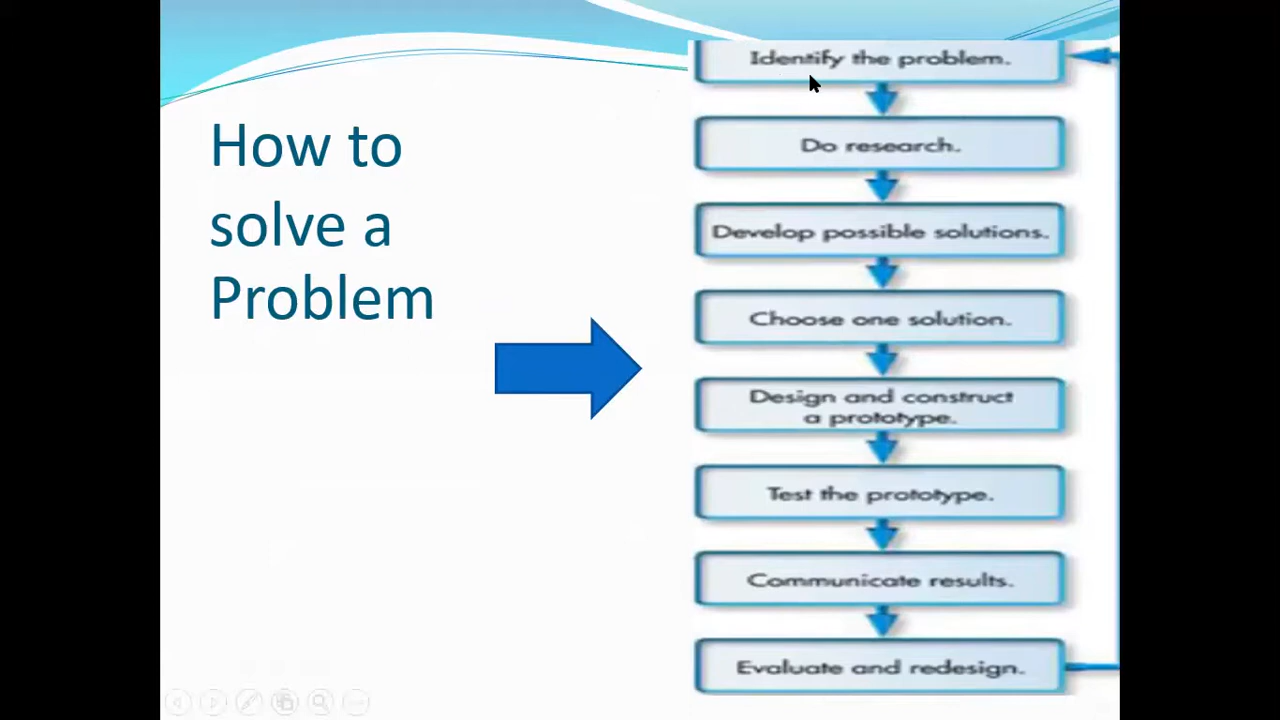 How to
solve a
Problem
Identify the problem.
Do research.
Develop possible solutions.
Choose one solution.
Design and construct
a prototype.
Test the prototype.
Communicate results.
Evaluate and redesign.